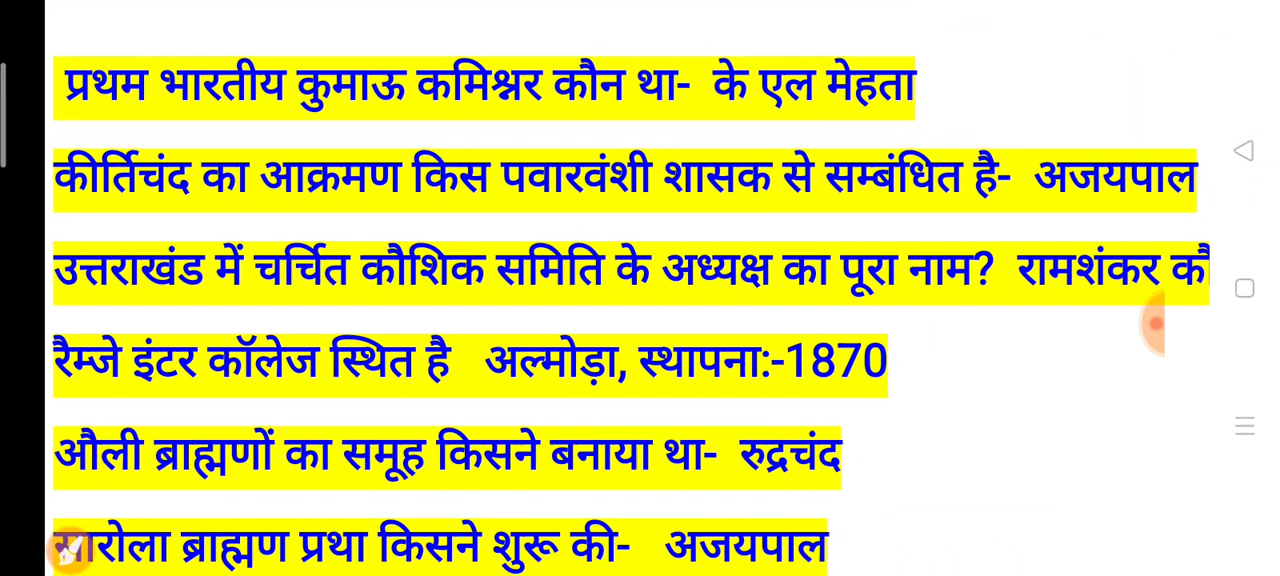 प्रथम भारतीय कुमाऊ कमिश्नर कौन था- के एल मेहता
कीर्तिचंद का आक्रमण किस पवारवंशी शासक से सम्बंधित है- अजयपाल
उत्तराखंड में चर्चित कौशिक समिति के अध्यक्ष का पूरा नाम? रामशंकर
रैम्जे इंटर कॉलेज स्थित है अल्मोड़ा, स्थापना:-1870
औली ब्राह्मणों का समूह किसने बनाया था- रुद्रचंद
ब्राह्मण प्रथा किसने शुरू की- अजयपाल